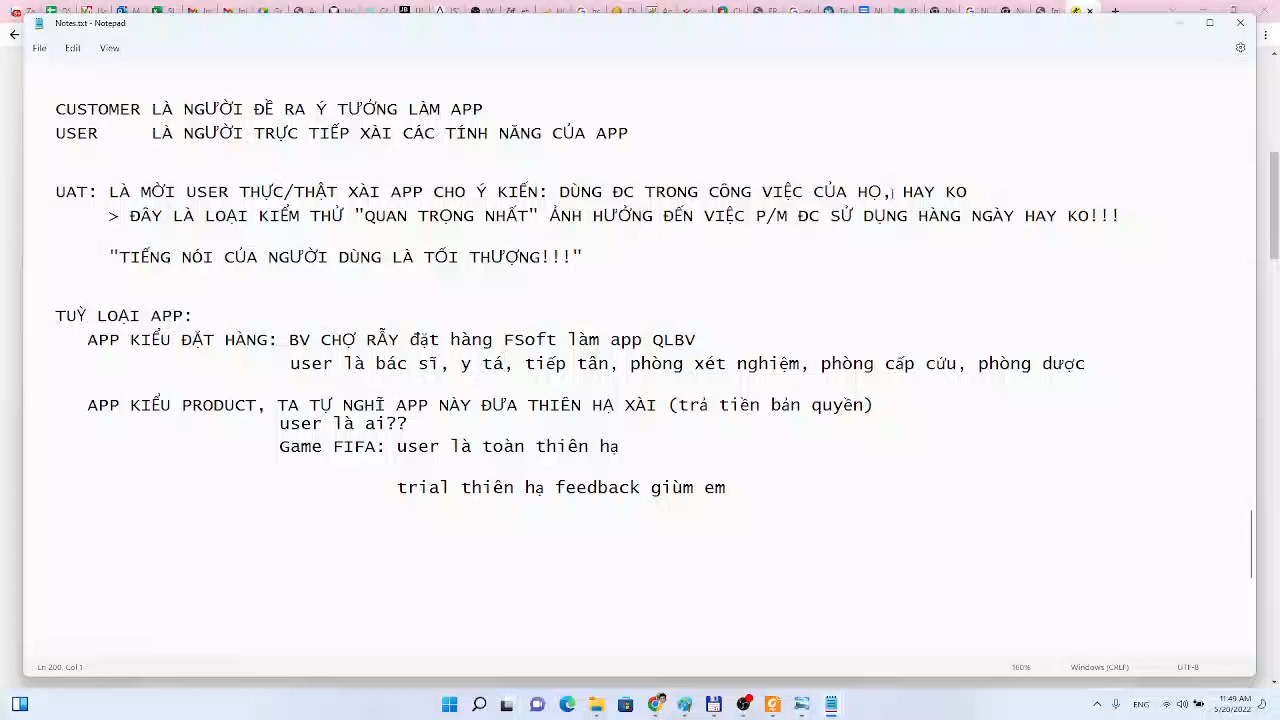 Notes.txt - Notepad
File Edit View
CUSTOMER LÀ NGƯỜI ĐỀ RA Ý TƯỞNG LÀM APP
USER LÀ NGƯỜI TRỰC TIẾP XÀI CÁC TÍNH NĂNG CỦA APP
UAT: LÀ MỜI USER THỰC/THẬT XÀI APP CHO Ý KIẾN: DÙNG ĐC TRONG CÔNG VIỆC CỦA HỌ, HAY KO
> ĐÂY LÀ LOẠI KIỂM THỬ "QUAN TRỌNG NHẤT" ẢNH HƯỞNG ĐẾN VIỆC P/M ĐC SỬ DỤNG HÀNG NGÀY HAY KO!!!
"TIẾNG NÓI CỦA NGƯỜI DÙNG LÀ TỐI THƯỢNG!!!"
TUỲ LOẠI APP:
APP KIỂU ĐẶT HÀNG: BV CHỢ RẪY đặt hàng FSoft làm app QLBV
user là bác sĩ, y tá, tiếp tân, phòng xét nghiệm, phòng cấp cứu, phòng dược
APP KIỂU PRODUCT, TA TỰ NGHĨ APP NÀY ĐƯA THIÊN HẠ XÀI (trả tiền bản quyền)
user là ai??
Game FIFA: user là toàn thiên hạ
trial thiên hạ feedback giùm em
Ln 200, Col 1 160% Windows (CRLF) UTF-8
11:49 AM
5/20/2022